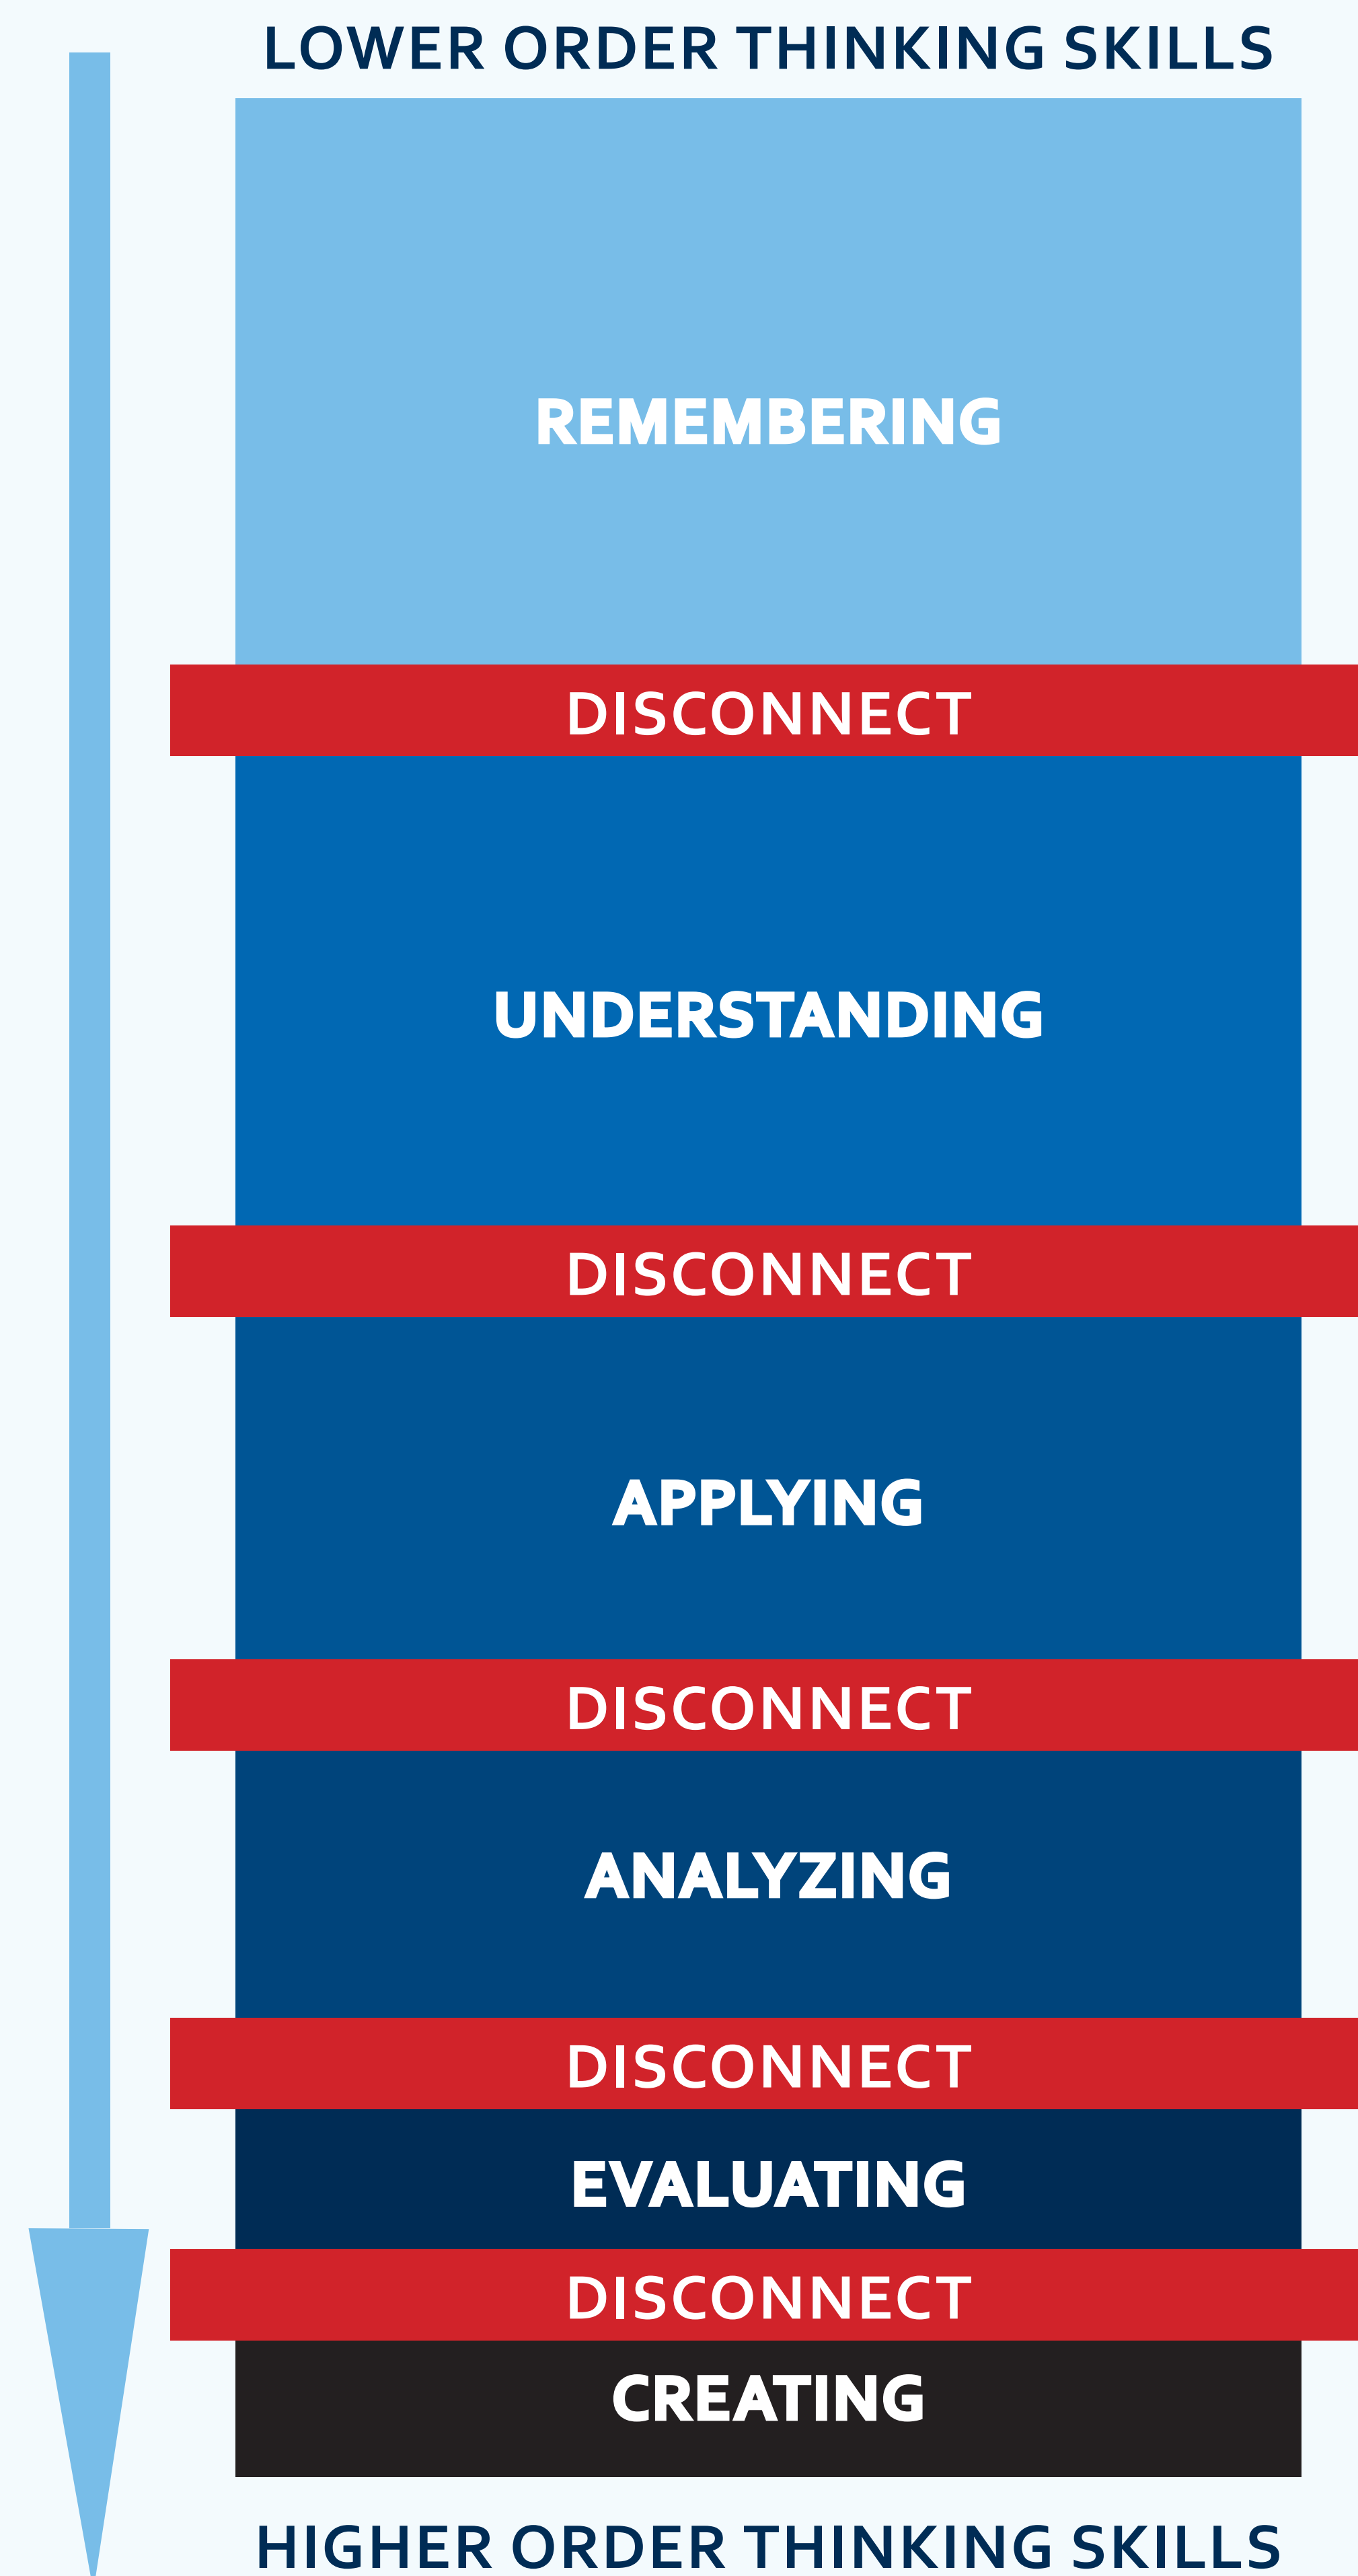 LOWER ORDER THINKING SKILLS
REMEMBERING
DISCONNECT
UNDERSTANDING
DISCONNECT
APPLYING
DISCONNECT
ANALYZING
DISCONNECT
EVALUATING
DISCONNECT
CREATING
HIGHER ORDER THINKING SKILLS